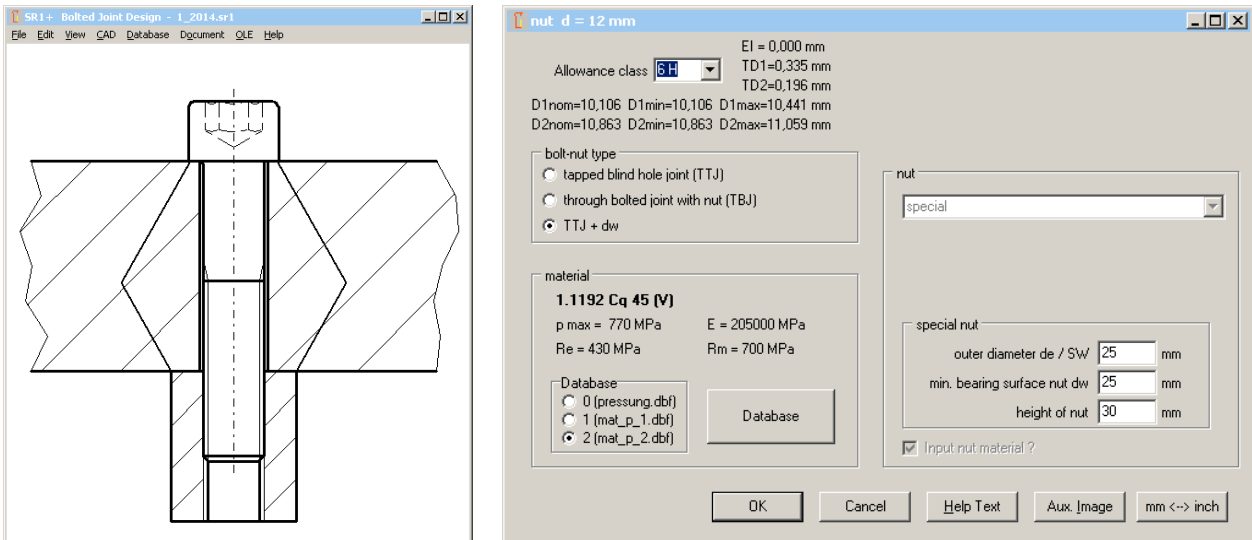 SR1+ Bolted Joint Design - 1_2014.sr1
File Edit View CAD Database Document OLE Help
nut d = 12 mm
EI = 0,000 mm
Allowance class 6 H TD1=0,335 mm
TD2=0,196 mm
D1nom=10,106 D1min=10,106 D1max=10,441 mm
D2nom=10,863 D2min=10,863 D2max=11,059 mm
bolt-nut type
tapped blind hole joint (TTJ)
through bolted joint with nut (TBJ)
TTJ + dw
material
1.1192 Cq 45 (V)
p max = 770 MPa E = 205000 MPa
Re = 430 MPa Rm = 700 MPa
Database
0 (pressung.dbf)
1 (mat_p_1.dbf)
2 (mat_p_2.dbf)
Database
nut
special
special nut
outer diameter de / SW 25 mm
min. bearing surface nut dw 25 mm
height of nut 30 mm
Input nut material ?
OK Cancel Help Text Aux. Image mm <--> inch